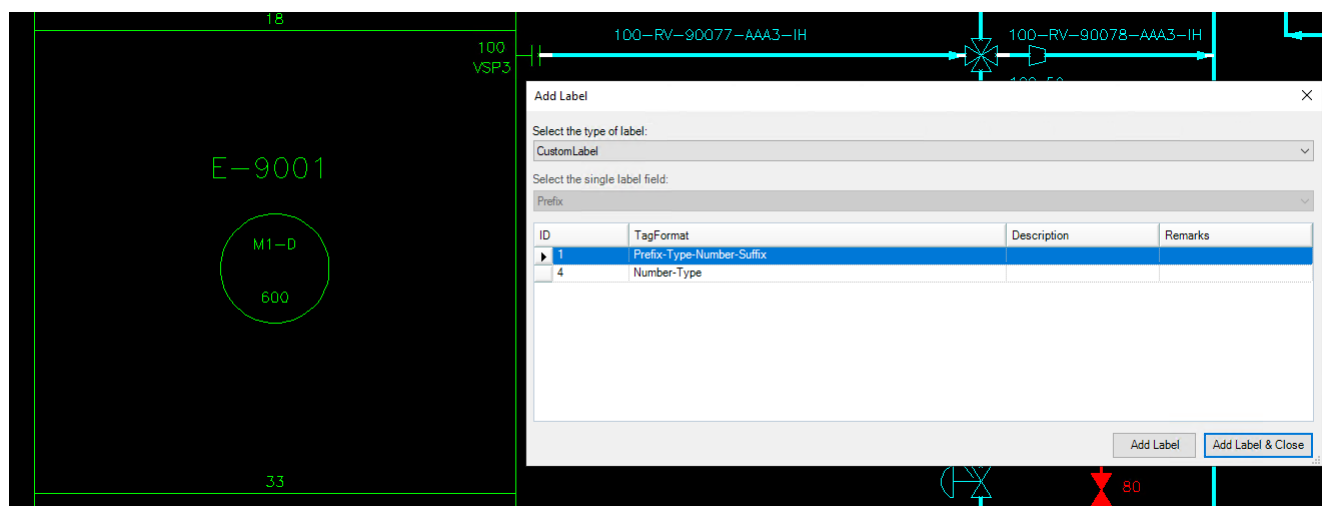 18
100-RV-90077-AAA3-IH
100-RV-90078-AAA3-IH
100
VSP3
Add Label
Select the type of label:
CustomLabel
Select the single label field:
Prefix
ID TagFormat Description Remarks
1 Prefix-Type-Number-Suffix
4 Number-Type
E-9001
M1-D
600
Add Label Add Label & Close
33
80